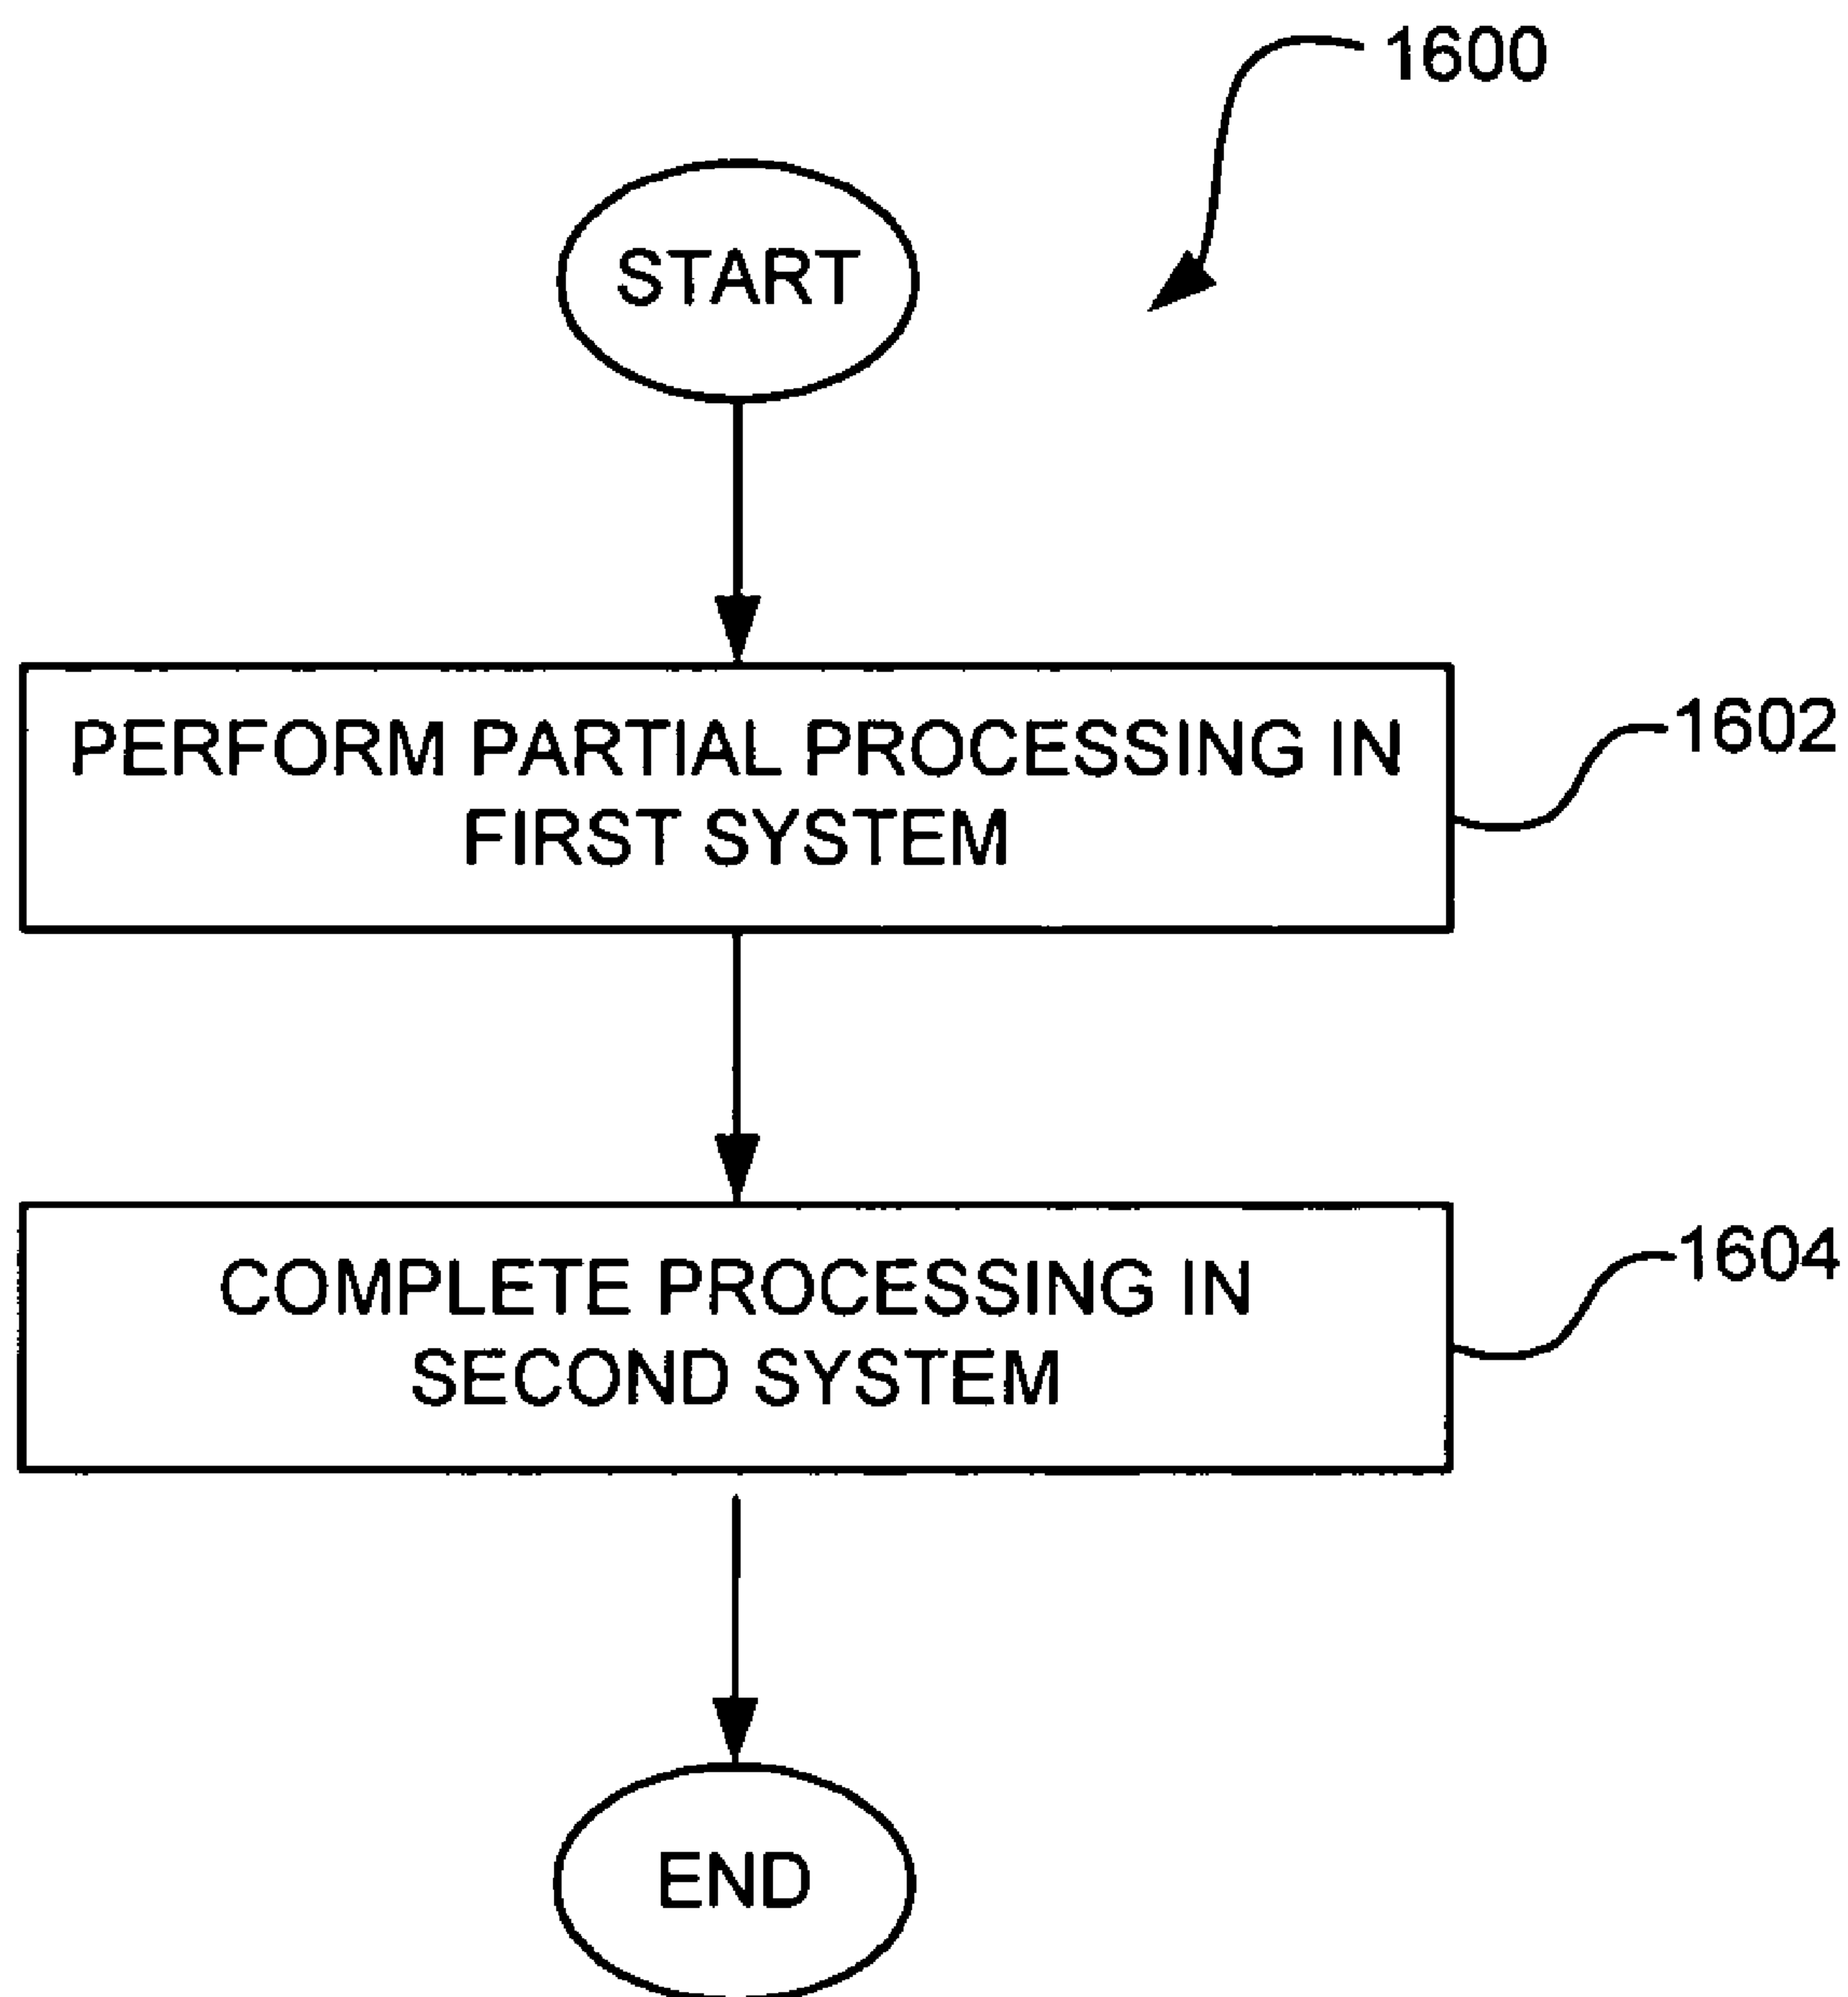 1600
START
PERFORM PARTIAL PROCESSING IN
FIRST SYSTEM
1602
COMPLETE PROCESSING IN
SECOND SYSTEM
1604
END